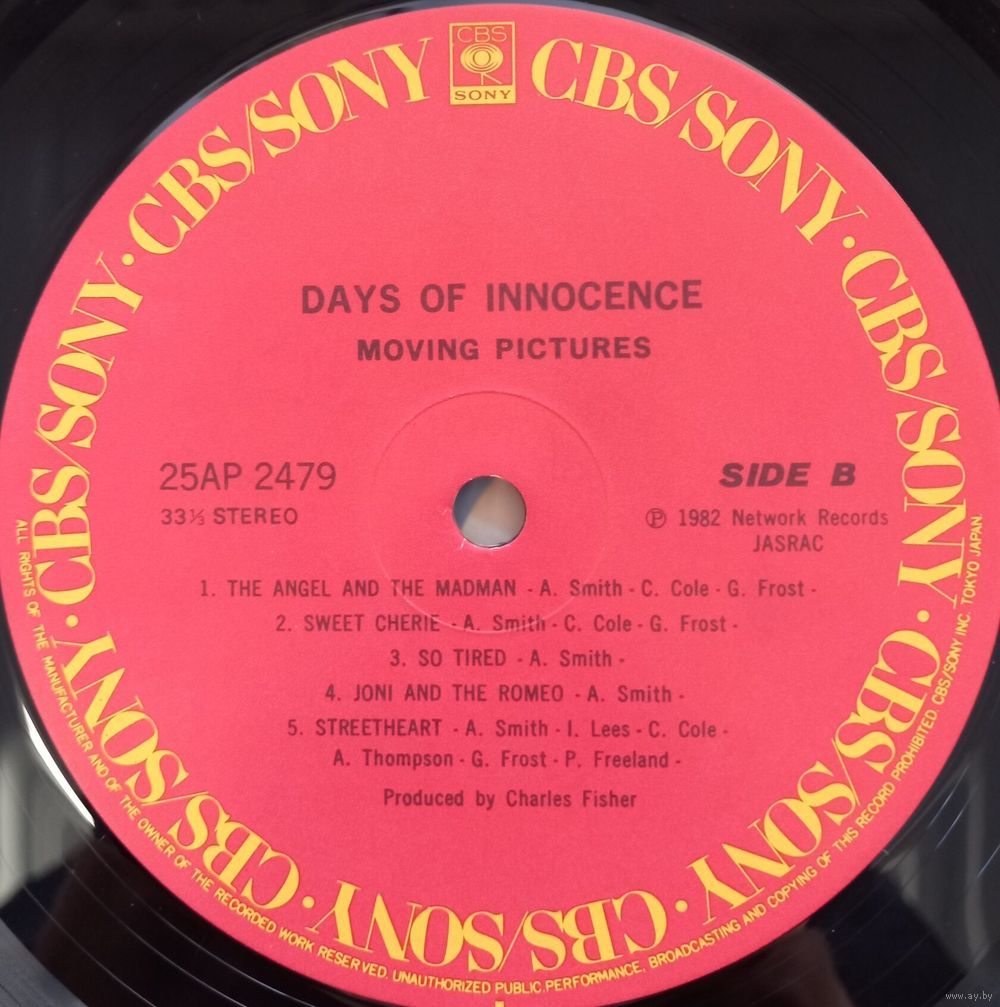 CBS
SONY
CBS/SONY · CBS/SONY · CBS/SONY · CBS/SONY · CBS/SONY · CBS/SONY · CBS/SONY · CBS/SONY · CBS/SONY
DAYS OF INNOCENCE
MOVING PICTURES
25AP 2479
33⅓ STEREO
SIDE B
Ⓟ 1982 Network Records
JASRAC
1. THE ANGEL AND THE MADMAN - A. Smith - C. Cole - G. Frost -
2. SWEET CHERIE - A. Smith - C. Cole - G. Frost -
3. SO TIRED - A. Smith -
4. JONI AND THE ROMEO - A. Smith -
5. STREETHEART - A. Smith - I. Lees - C. Cole -
A. Thompson - G. Frost - P. Freeland -
Produced by Charles Fisher
ALL RIGHTS OF THE MANUFACTURER AND OF THE OWNER OF THE RECORDED WORK RESERVED. UNAUTHORIZED PUBLIC PERFORMANCE, BROADCASTING AND COPYING OF THIS RECORD PROHIBITED. CBS/SONY INC. TOKYO JAPAN.
www.ay.by